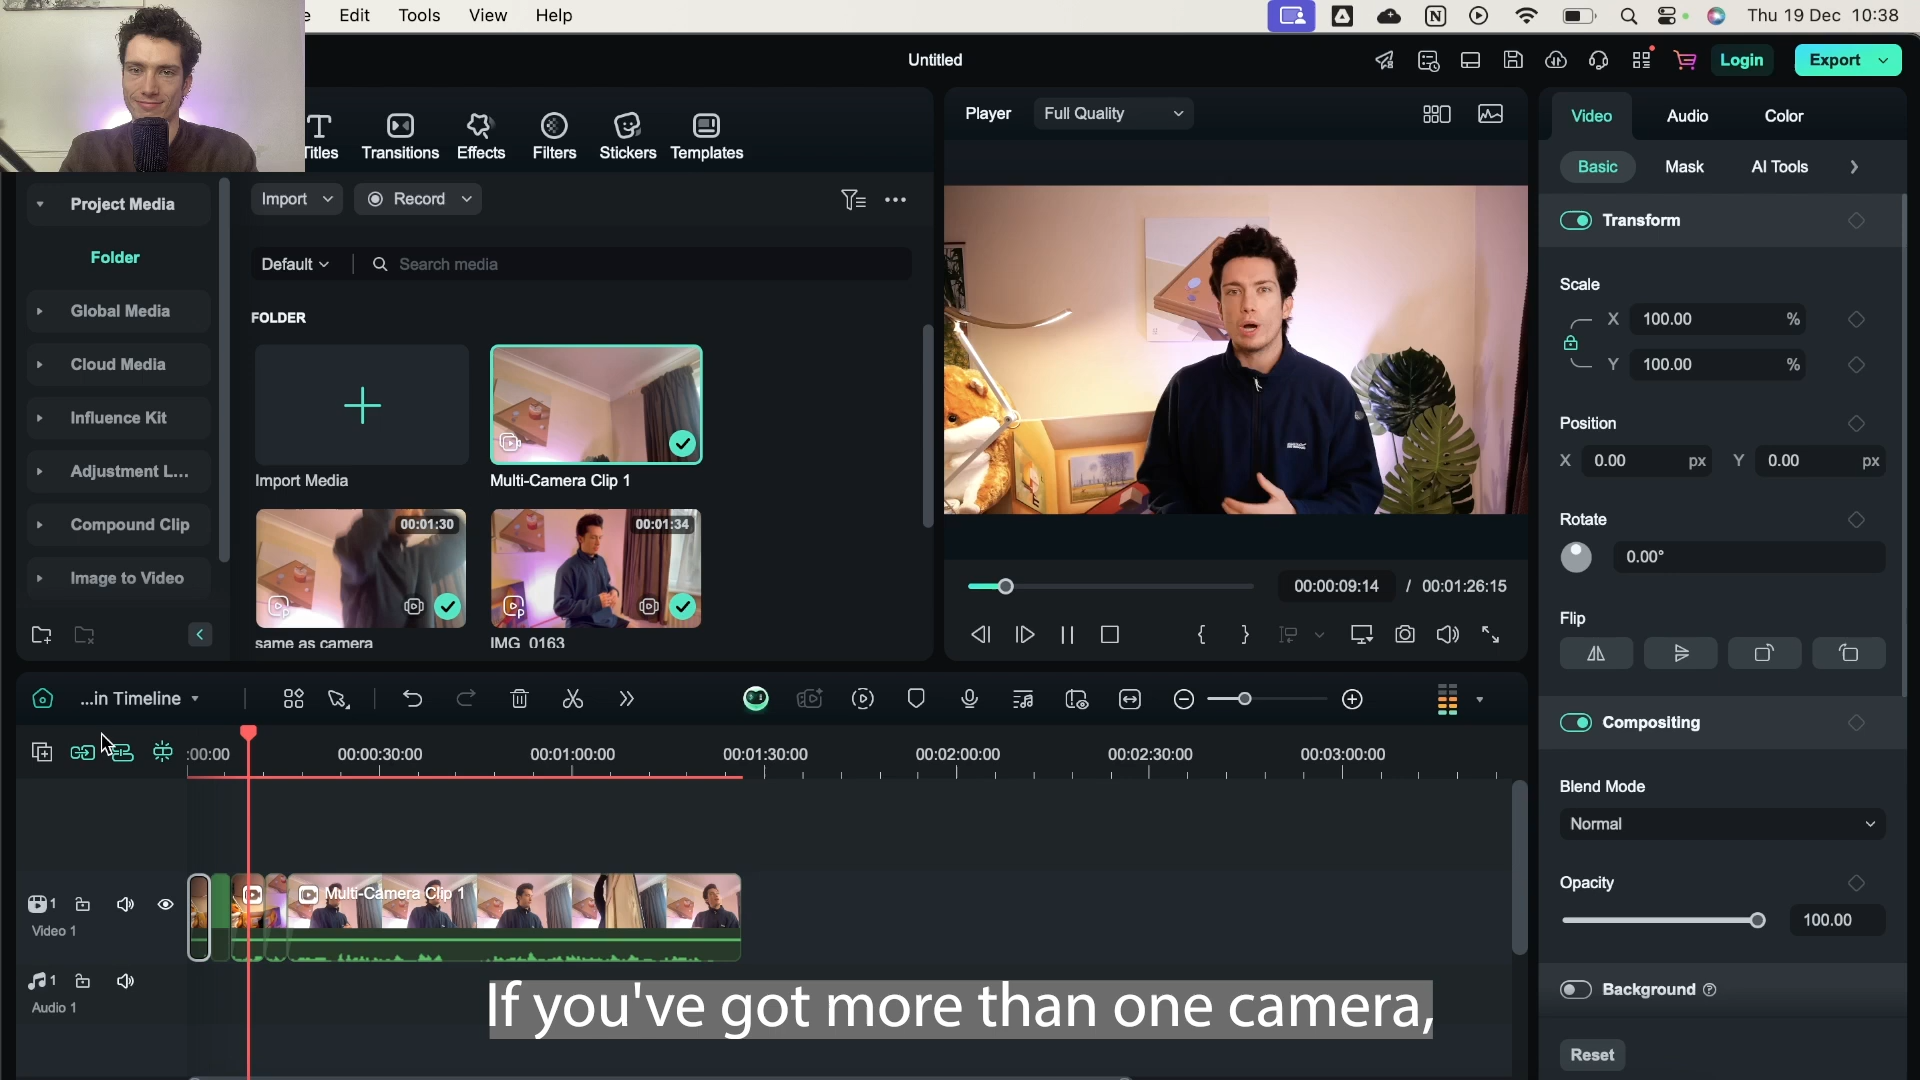 Edit Tools View Help
Thu 19 Dec 10:38
Untitled
Login
Export
Titles
Transitions
Effects
Filters
Stickers
Templates
Project Media
Folder
Global Media
Cloud Media
Influence Kit
Adjustment L...
Compound Clip
Image to Video
Import
Record
Default
Search media
FOLDER
Import Media
Multi-Camera Clip 1
00:01:30
same as camera
00:01:34
IMG_0163
Player
Full Quality
00:00:09:14 / 00:01:26:15
Video Audio Color
Basic Mask AI Tools
Transform
Scale
X 100.00 %
Y 100.00 %
Position
X 0.00 px Y 0.00 px
Rotate
0.00°
Flip
Compositing
Blend Mode
Normal
Opacity
100.00
Background
Reset
...in Timeline
:00:00 00:00:30:00 00:01:00:00 00:01:30:00 00:02:00:00 00:02:30:00 00:03:00:00
Multi-Camera Clip 1
1
Video 1
1
Audio 1
If you've got more than one camera,